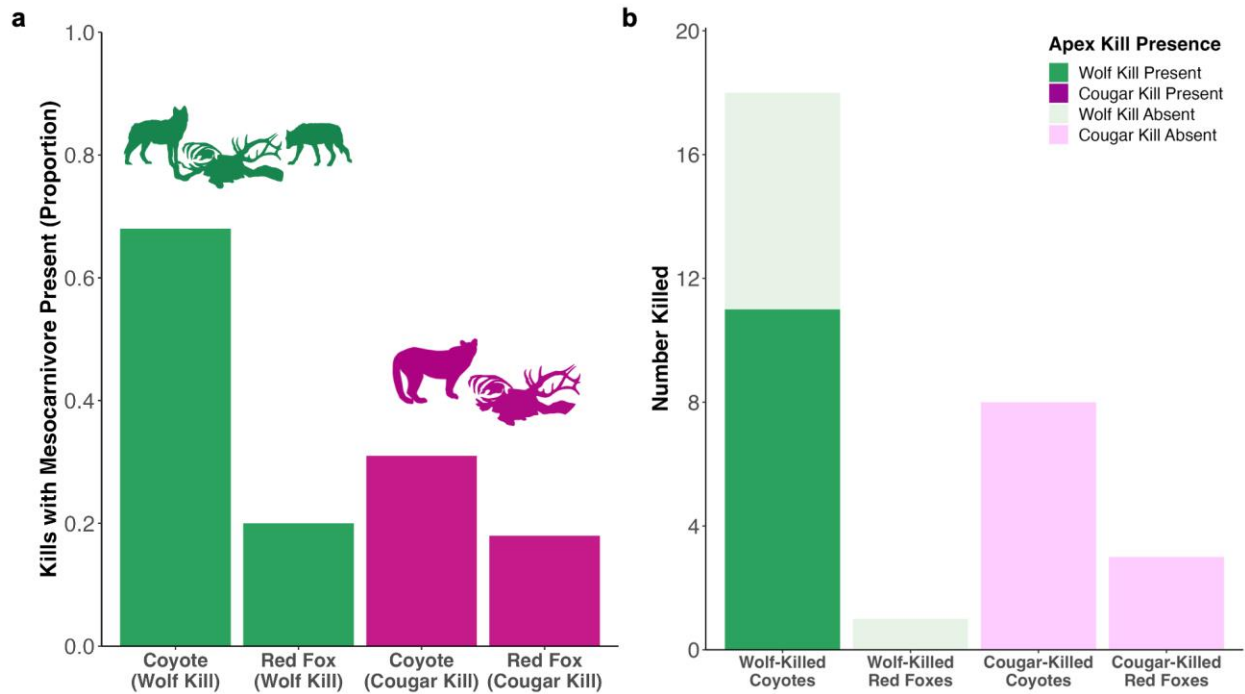 a
Kills with Mesocarnivore Present (Proportion)
1.0
0.8
0.6
0.4
0.2
0.0
Coyote
(Wolf Kill)
Red Fox
(Wolf Kill)
Coyote
(Cougar Kill)
Red Fox
(Cougar Kill)
b
Number Killed
20
16
12
8
4
0
Apex Kill Presence
Wolf Kill Present
Cougar Kill Present
Wolf Kill Absent
Cougar Kill Absent
Wolf-Killed
Coyotes
Wolf-Killed
Red Foxes
Cougar-Killed
Coyotes
Cougar-Killed
Red Foxes